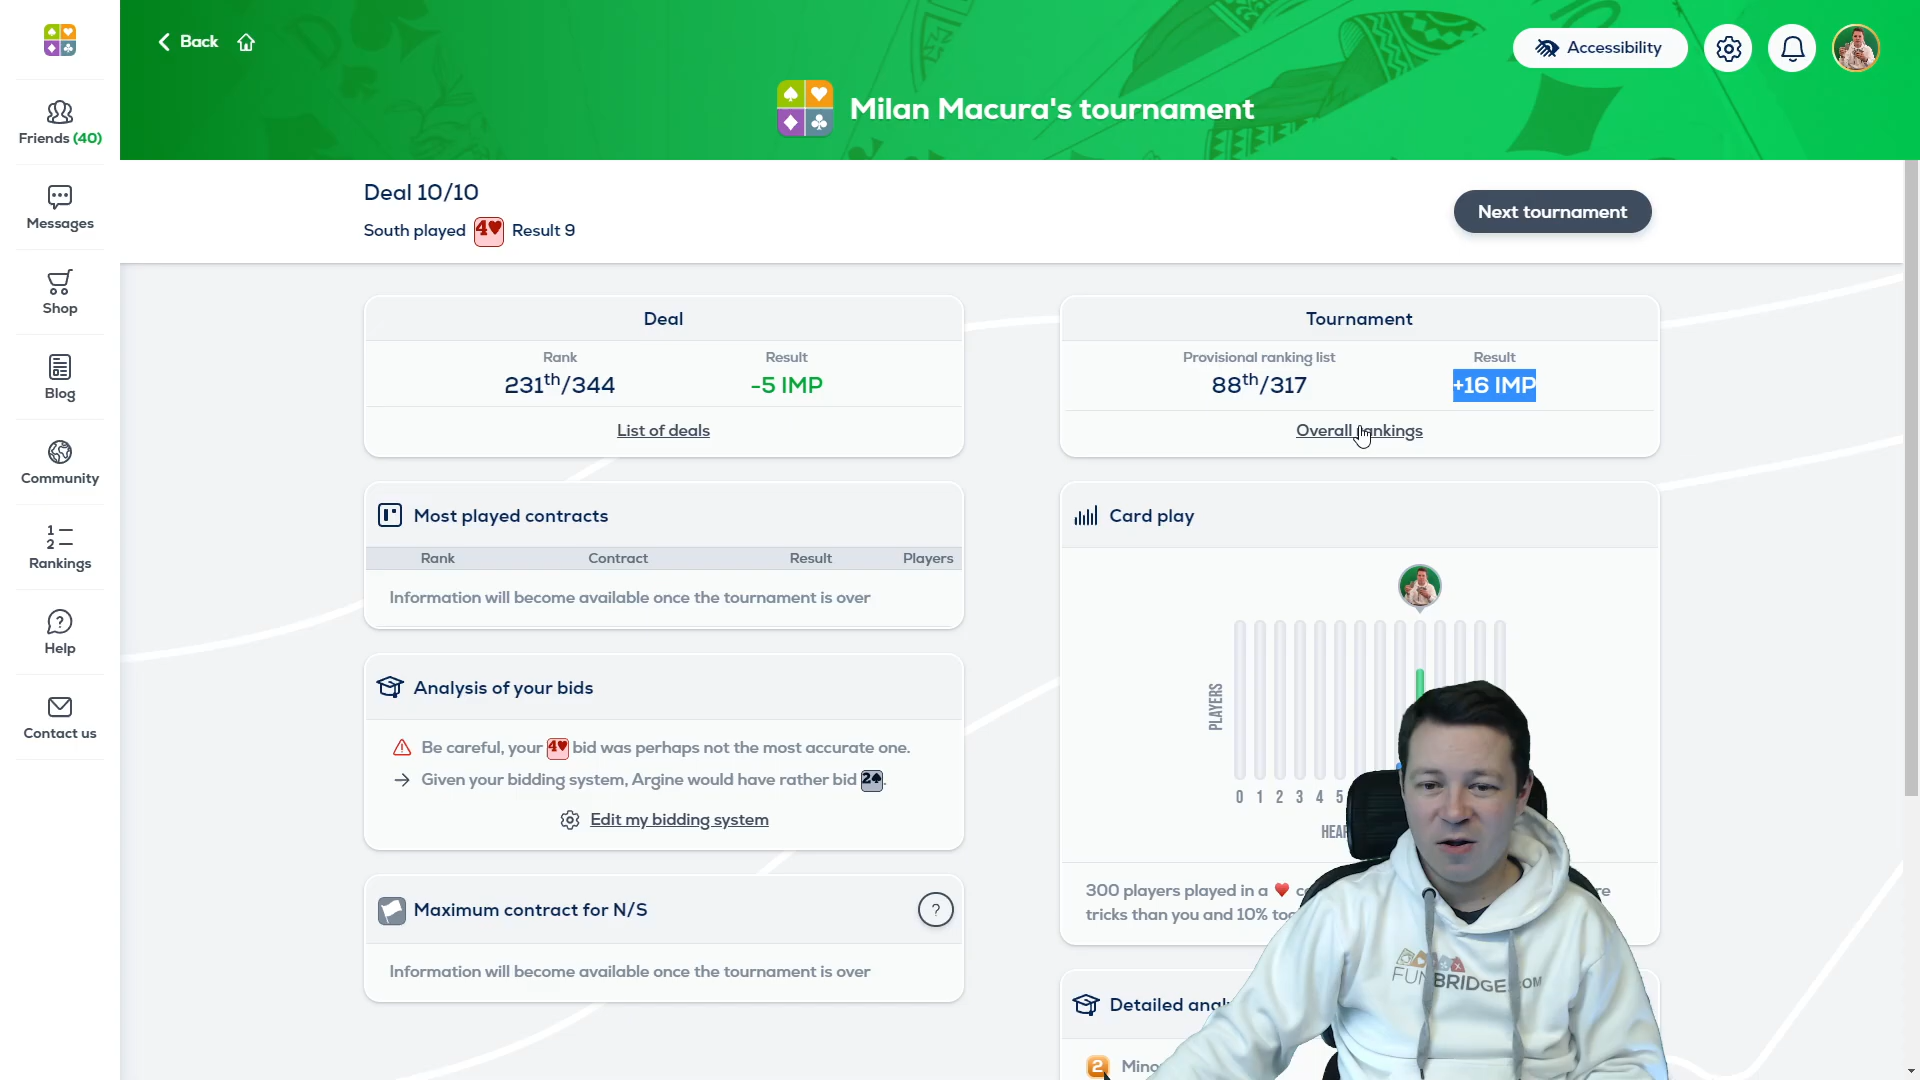 Back
Accessibility
Milan Macura's tournament
Friends (40)
Messages
Shop
Blog
Community
1
2
Rankings
Help
Contact us
Deal 10/10
South played 4♥ Result 9
Next tournament
Deal
Rank
Result
231th/344
-5 IMP
List of deals
Tournament
Provisional ranking list
Result
88th/317
+16 IMP
Overall rankings
Most played contracts
Rank Contract Result Players
Information will become available once the tournament is over
Analysis of your bids
Be careful, your 4♥ bid was perhaps not the most accurate one.
→ Given your bidding system, Argine would have rather bid 2♠.
Edit my bidding system
Maximum contract for N/S
?
Information will become available once the tournament is over
Card play
PLAYERS
0 1 2 3 4 5
300 players played in a ♥
tricks than you and 10%
FUNBRIDGE.COM
Detailed
2